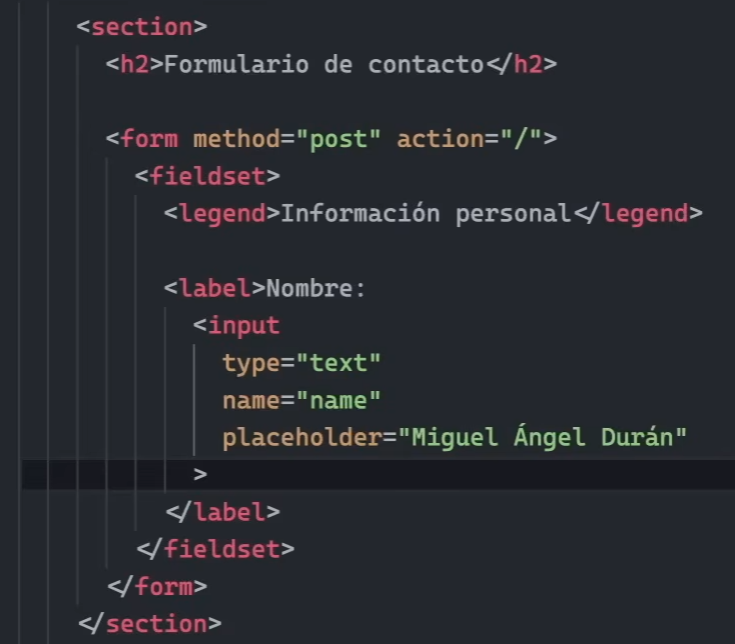 <section>
<h2>Formulario de contacto</h2>
<form method="post" action="/">
<fieldset>
<legend>Información personal</legend>
<label>Nombre:
<input
type="text"
name="name"
placeholder="Miguel Ángel Durán"
>
</label>
</fieldset>
</form>
</section>